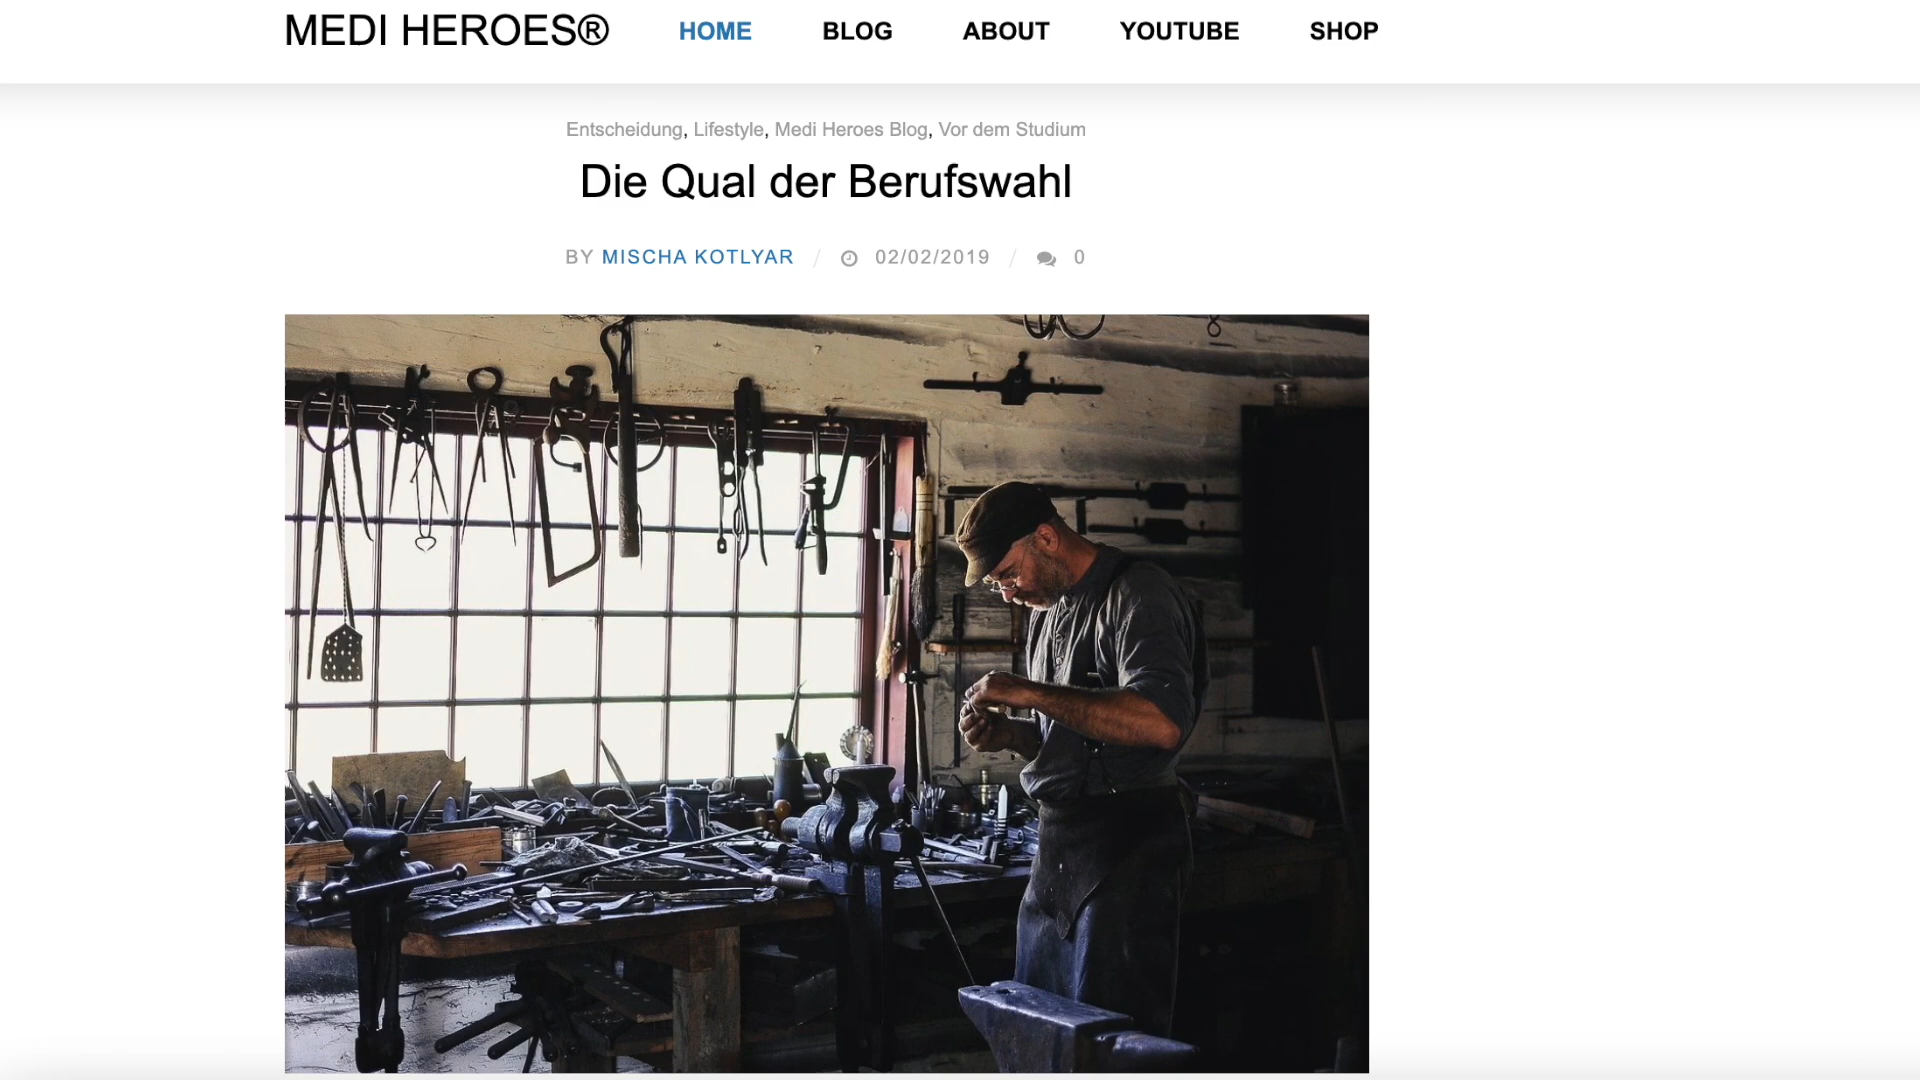 MEDI HEROES® HOME BLOG ABOUT YOUTUBE SHOP
Entscheidung, Lifestyle, Medi Heroes Blog, Vor dem Studium
Die Qual der Berufswahl
BY MISCHA KOTLYAR / 02/02/2019 / 0